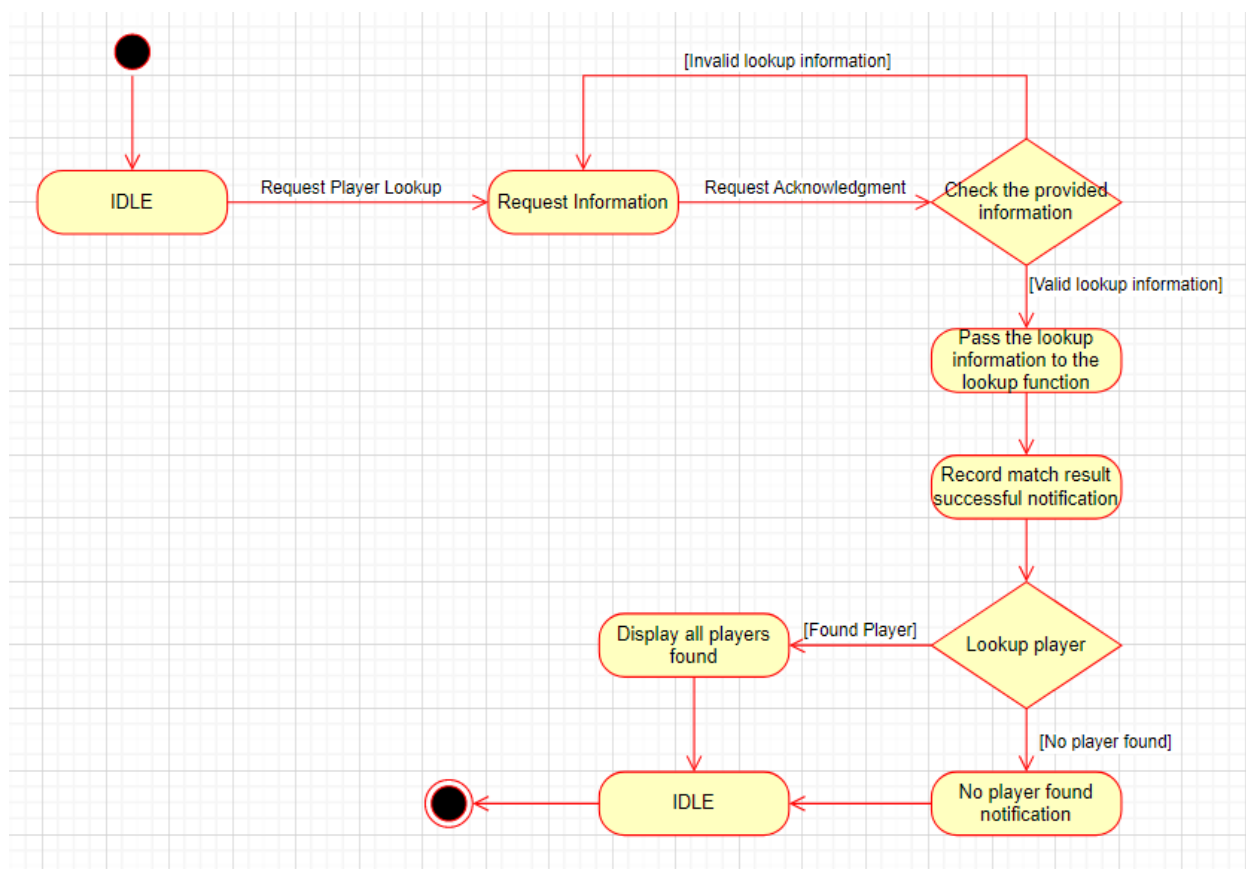 [Invalid lookup information]
IDLE
Request Player Lookup
Request Information
Request Acknowledgment
Check the provided
information
[Valid lookup information]
Pass the lookup
information to the
lookup function
Record match result
successful notification
Lookup player
[Found Player]
Display all players
found
[No player found]
No player found
notification
IDLE